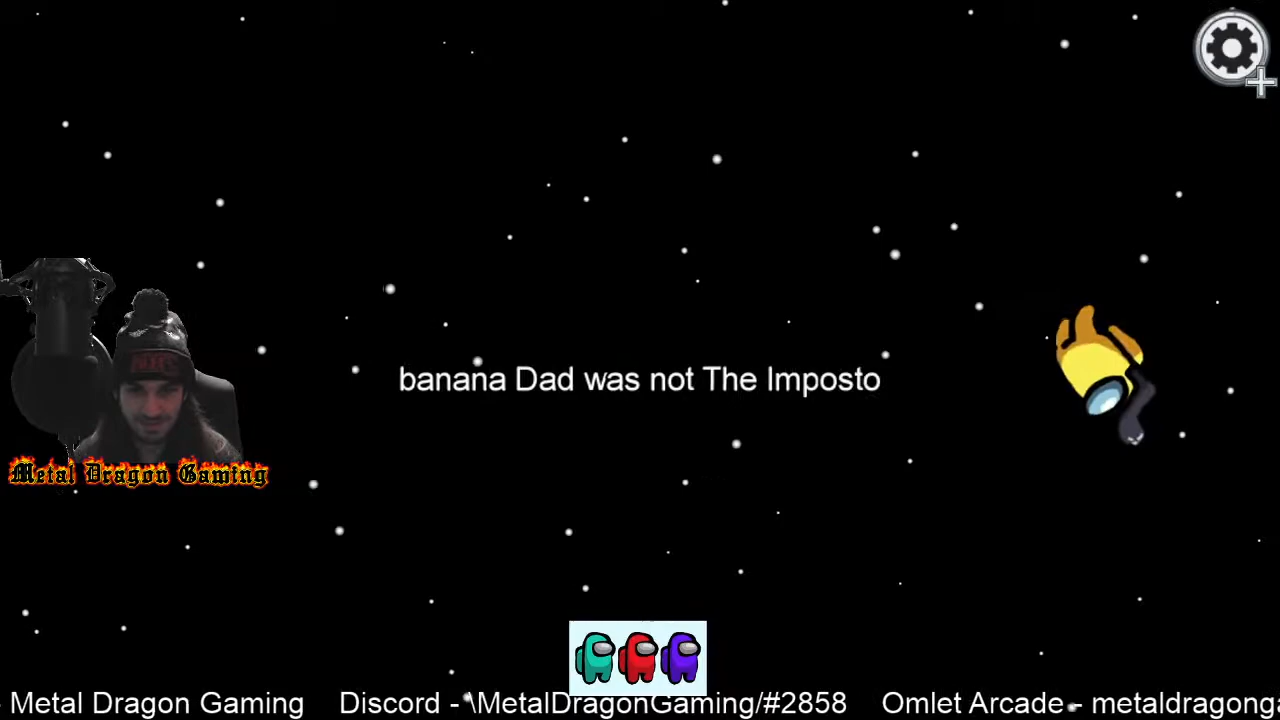 banana Dad was not The Imposto
Metal Dragon Gaming
Metal Dragon Gaming Discord - \MetalDragonGaming/#2858 Omlet Arcade - metaldragonga